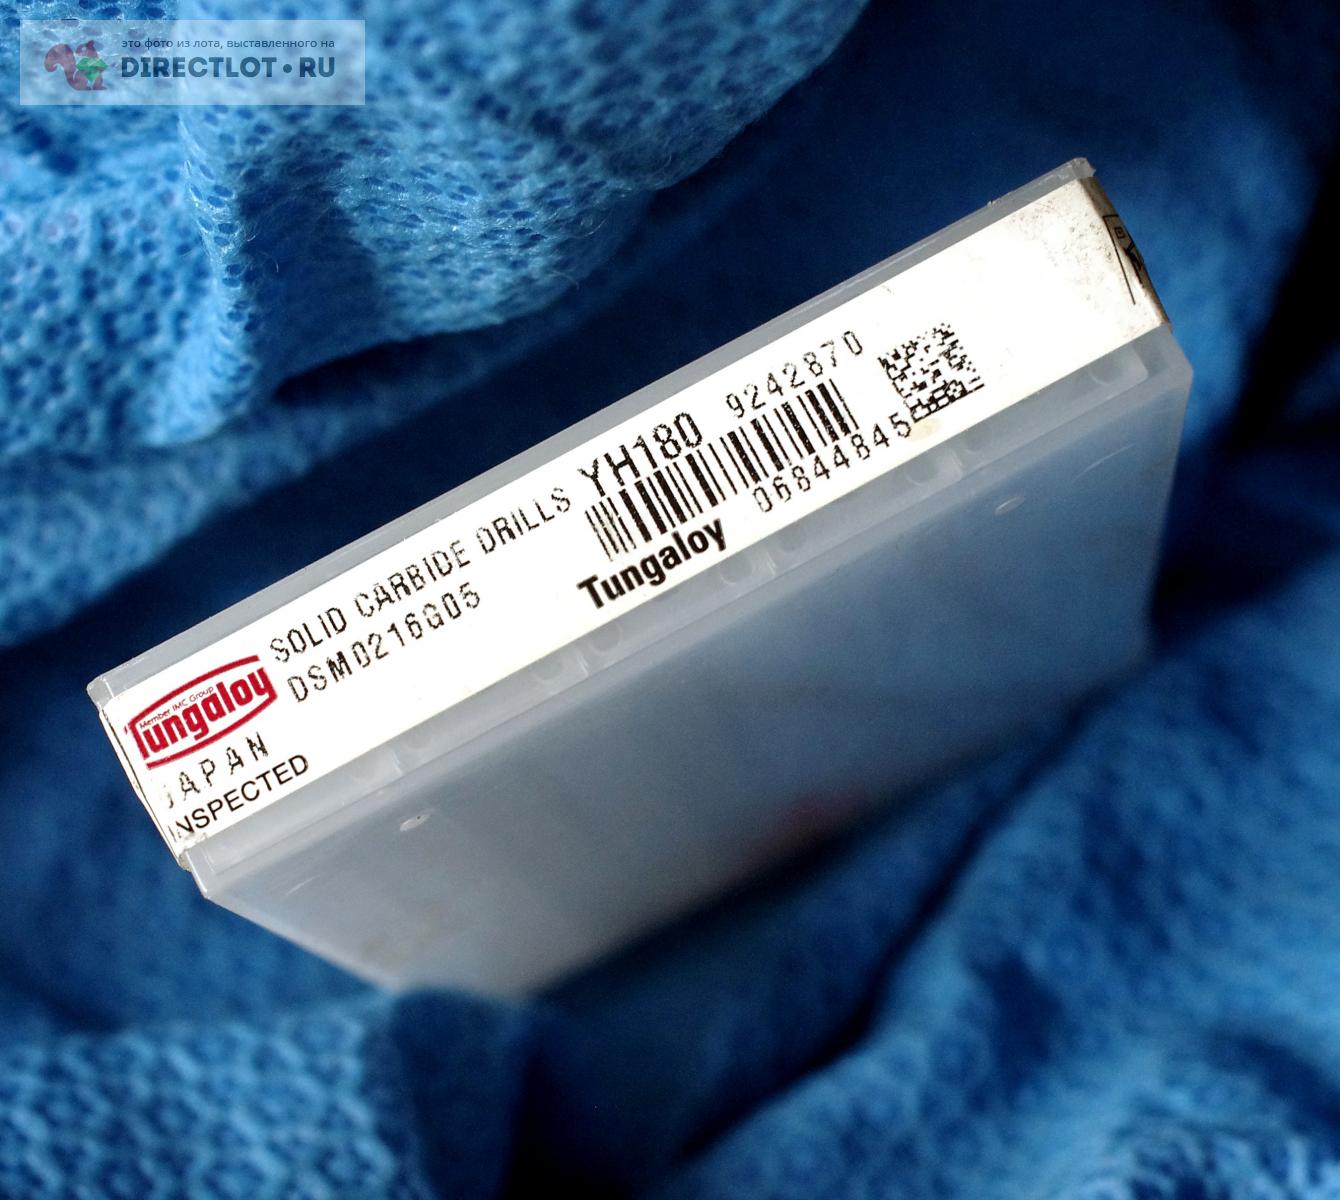 это фото из лота, выставленного на
DIRECTLOT • RU
Member IMC Group
Tungaloy
JAPAN
INSPECTED
SOLID CARBIDE DRILLS
DSM0216G05
YH180
9242870
06844845
Tungaloy